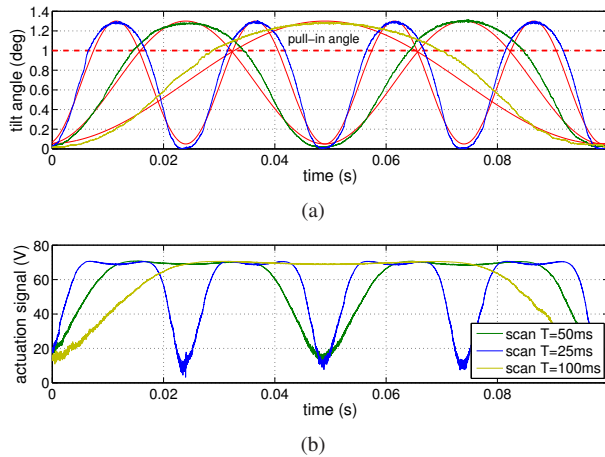 1.4
1.2
1
0.8
0.6
0.4
0.2
0
tilt angle (deg)
pull−in angle
0 0.02 0.04 0.06 0.08
time (s)
(a)
80
60
40
20
0
actuation signal (V)
scan T=50ms
scan T=25ms
scan T=100ms
0 0.02 0.04 0.06 0.08
time (s)
(b)